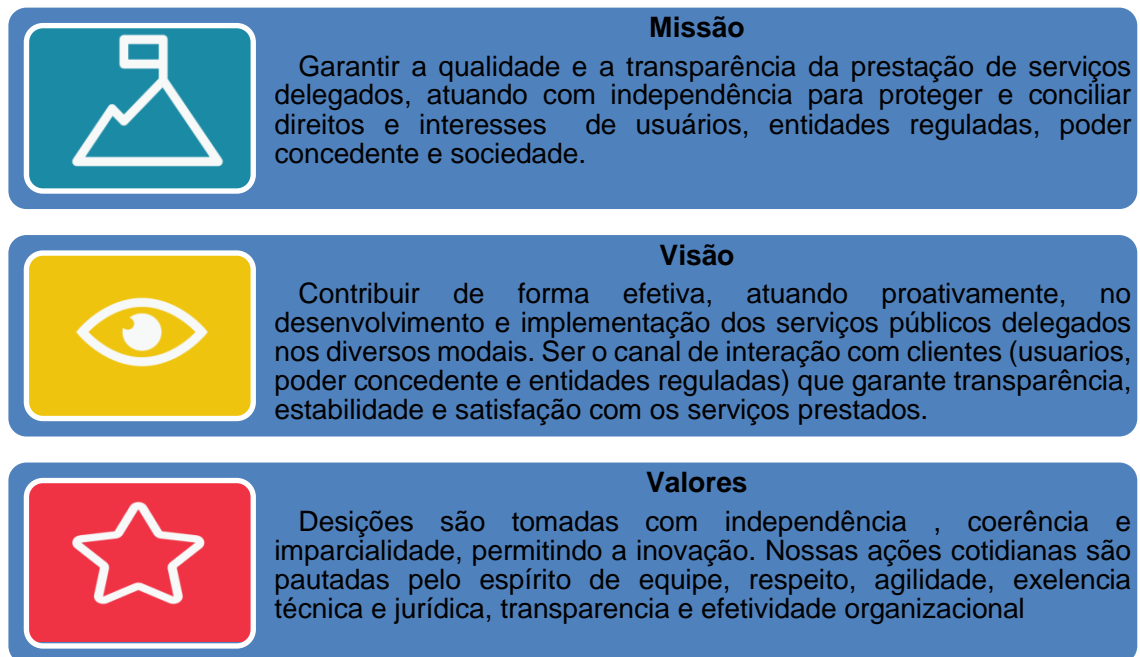 Missão
Garantir a qualidade e a transparência da prestação de serviços
delegados, atuando com independência para proteger e conciliar
direitos e interesses de usuários, entidades reguladas, poder
concedente e sociedade.
Visão
Contribuir de forma efetiva, atuando proativamente, no
desenvolvimento e implementação dos serviços públicos delegados
nos diversos modais. Ser o canal de interação com clientes (usuarios,
poder concedente e entidades reguladas) que garante transparência,
estabilidade e satisfação com os serviços prestados.
Valores
Desições são tomadas com independência , coerência e
imparcialidade, permitindo a inovação. Nossas ações cotidianas são
pautadas pelo espírito de equipe, respeito, agilidade, exelencia
técnica e jurídica, transparencia e efetividade organizacional